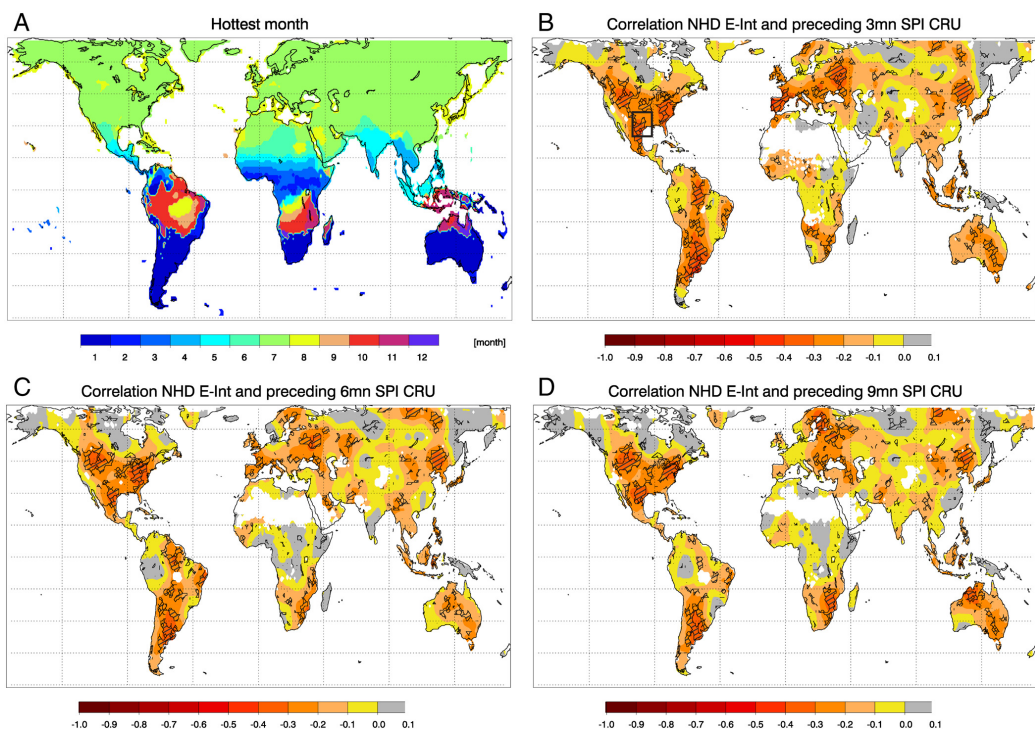 A
Hottest month
1 2 3 4 5 6 7 8 9 10 11 12 [month]
B
Correlation NHD E-Int and preceding 3mn SPI CRU
-1.0 -0.9 -0.8 -0.7 -0.6 -0.5 -0.4 -0.3 -0.2 -0.1 0.0 0.1
C
Correlation NHD E-Int and preceding 6mn SPI CRU
-1.0 -0.9 -0.8 -0.7 -0.6 -0.5 -0.4 -0.3 -0.2 -0.1 0.0 0.1
D
Correlation NHD E-Int and preceding 9mn SPI CRU
-1.0 -0.9 -0.8 -0.7 -0.6 -0.5 -0.4 -0.3 -0.2 -0.1 0.0 0.1